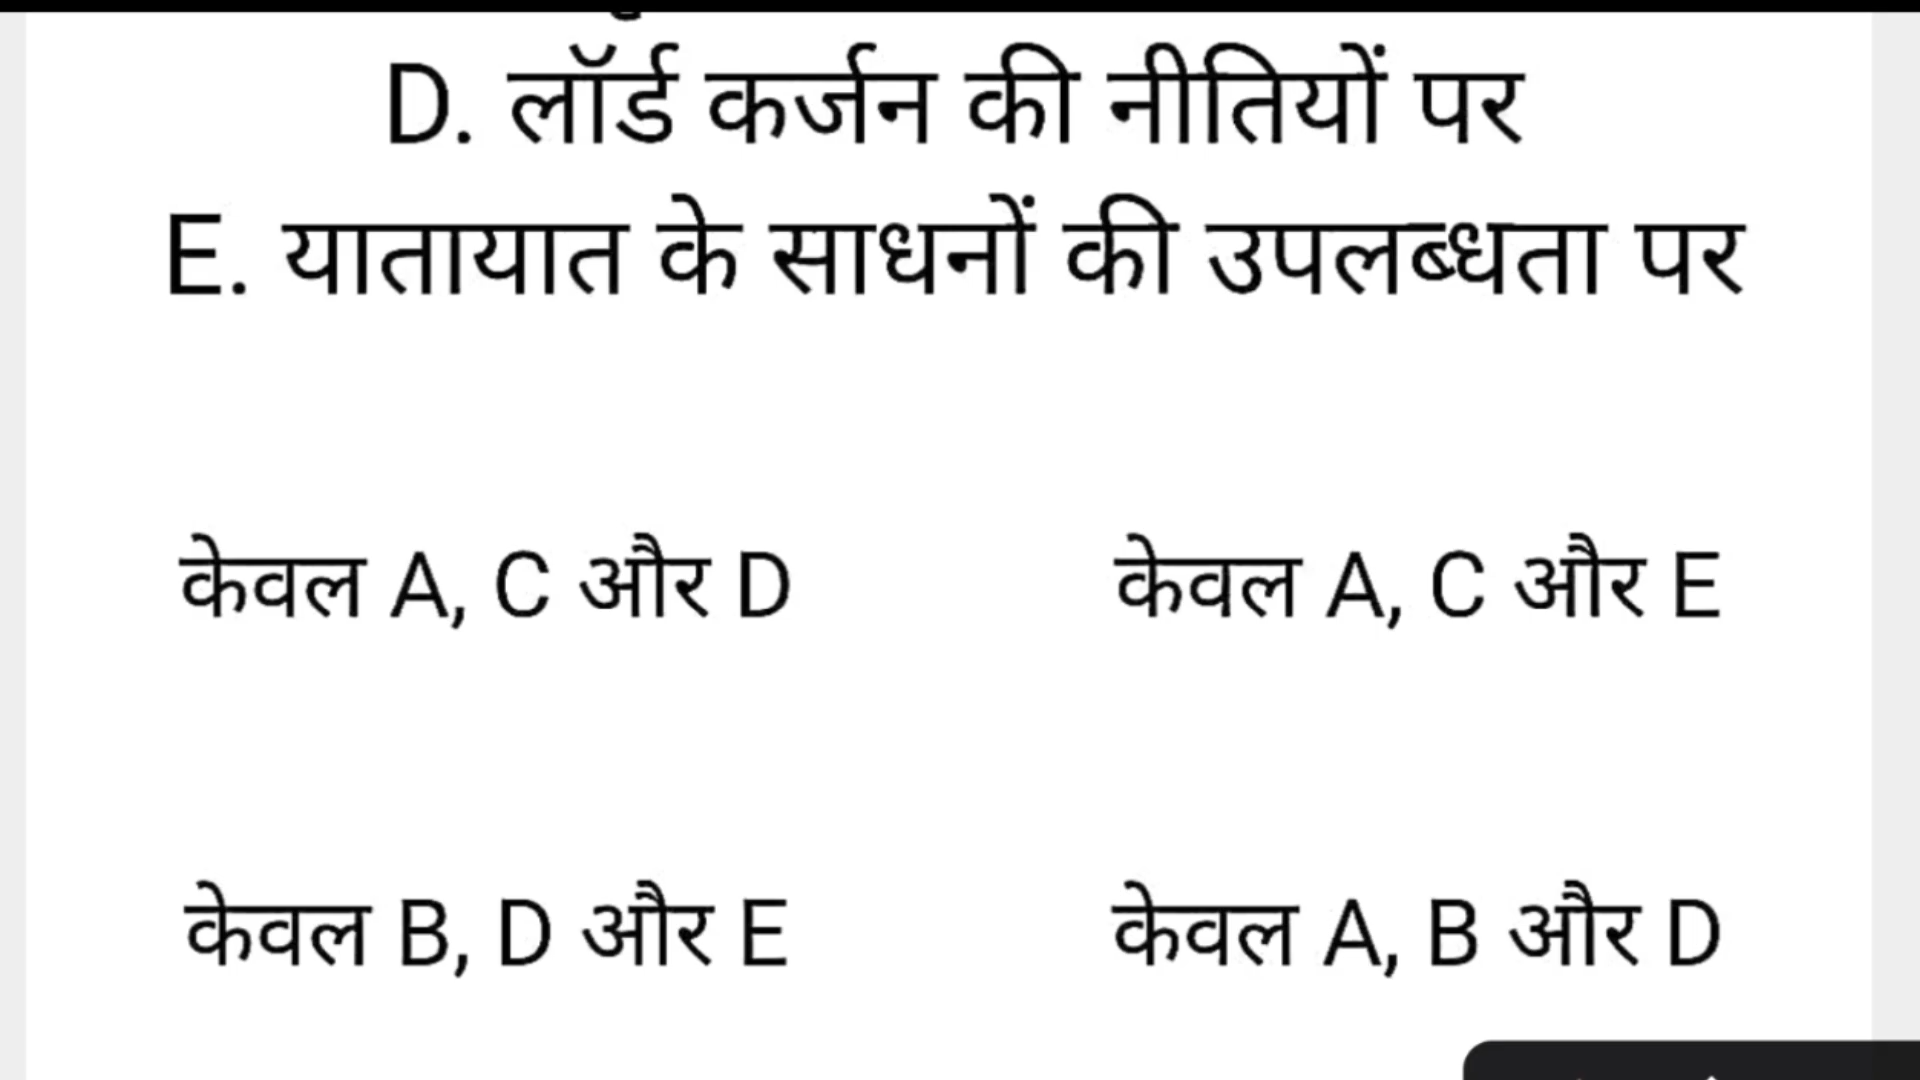 D. लॉर्ड कर्जन की नीतियों पर
E. यातायात के साधनों की उपलब्धता पर
केवल A, C और D
केवल A, C और E
केवल B, D और E
केवल A, B और D